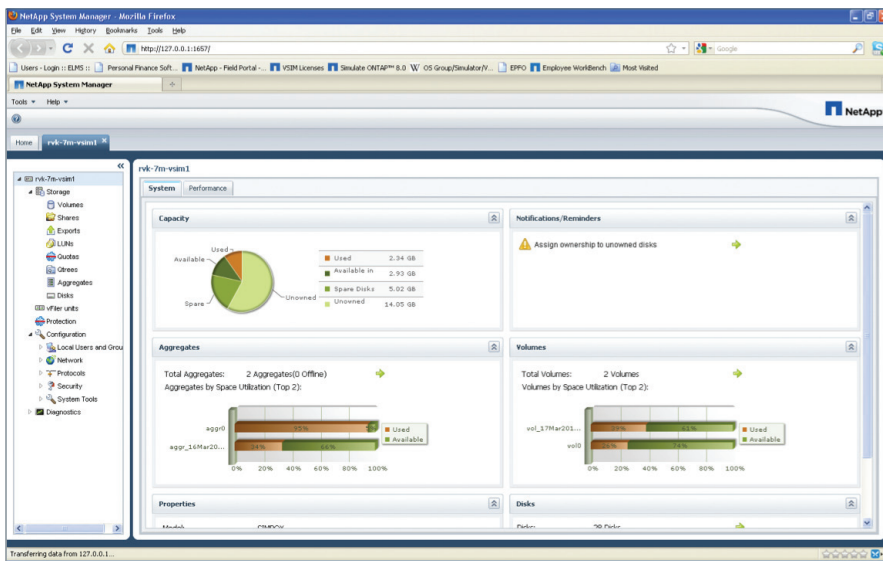 NetApp System Manager - Mozilla Firefox
File Edit View History Bookmarks Tools Help
http://127.0.0.1:1657/
Google
Users - Login :: ELMS :: Personal Finance Soft... NetApp - Field Portal -... VSIM Licenses Simulate ONTAP™ 8.0 OS Group/Simulator/V... EPFO Employee WorkBench Most Visited
NetApp System Manager
Tools Help
NetApp
Home rvk-7m-vsim1
rvk-7m-vsim1
Storage
Volumes
Shares
Exports
LUNs
Quotas
Qtrees
Aggregates
Disks
vFiler units
Protection
Configuration
Local Users and Grou
Network
Protocols
Security
System Tools
Diagnostics
rvk-7m-vsim1
System Performance
Capacity
Used
Available
Spare
Unowned
Used 2.34 GB
Available in 2.93 GB
Spare Disks 5.02 GB
Unowned 14.05 GB
Notifications/Reminders
Assign ownership to unowned disks
Aggregates
Total Aggregates: 2 Aggregates(0 Offline)
Aggregates by Space Utilization (Top 2):
aggr0 95%
aggr_16Mar20... 34% 66%
Used
Available
0% 20% 40% 60% 80% 100%
Volumes
Total Volumes: 2 Volumes
Volumes by Space Utilization (Top 2):
vol_17Mar201... 39% 61%
vol0 26% 74%
Used
Available
0% 20% 40% 60% 80% 100%
Properties
Disks
Transferring data from 127.0.0.1...